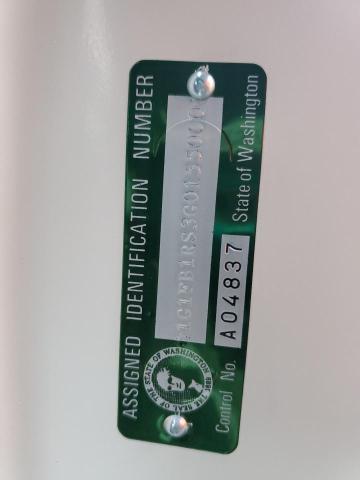 ASSIGNED IDENTIFICATION NUMBER
THE SEAL OF THE STATE OF WASHINGTON 1889
Control No. A04837 State of Washington